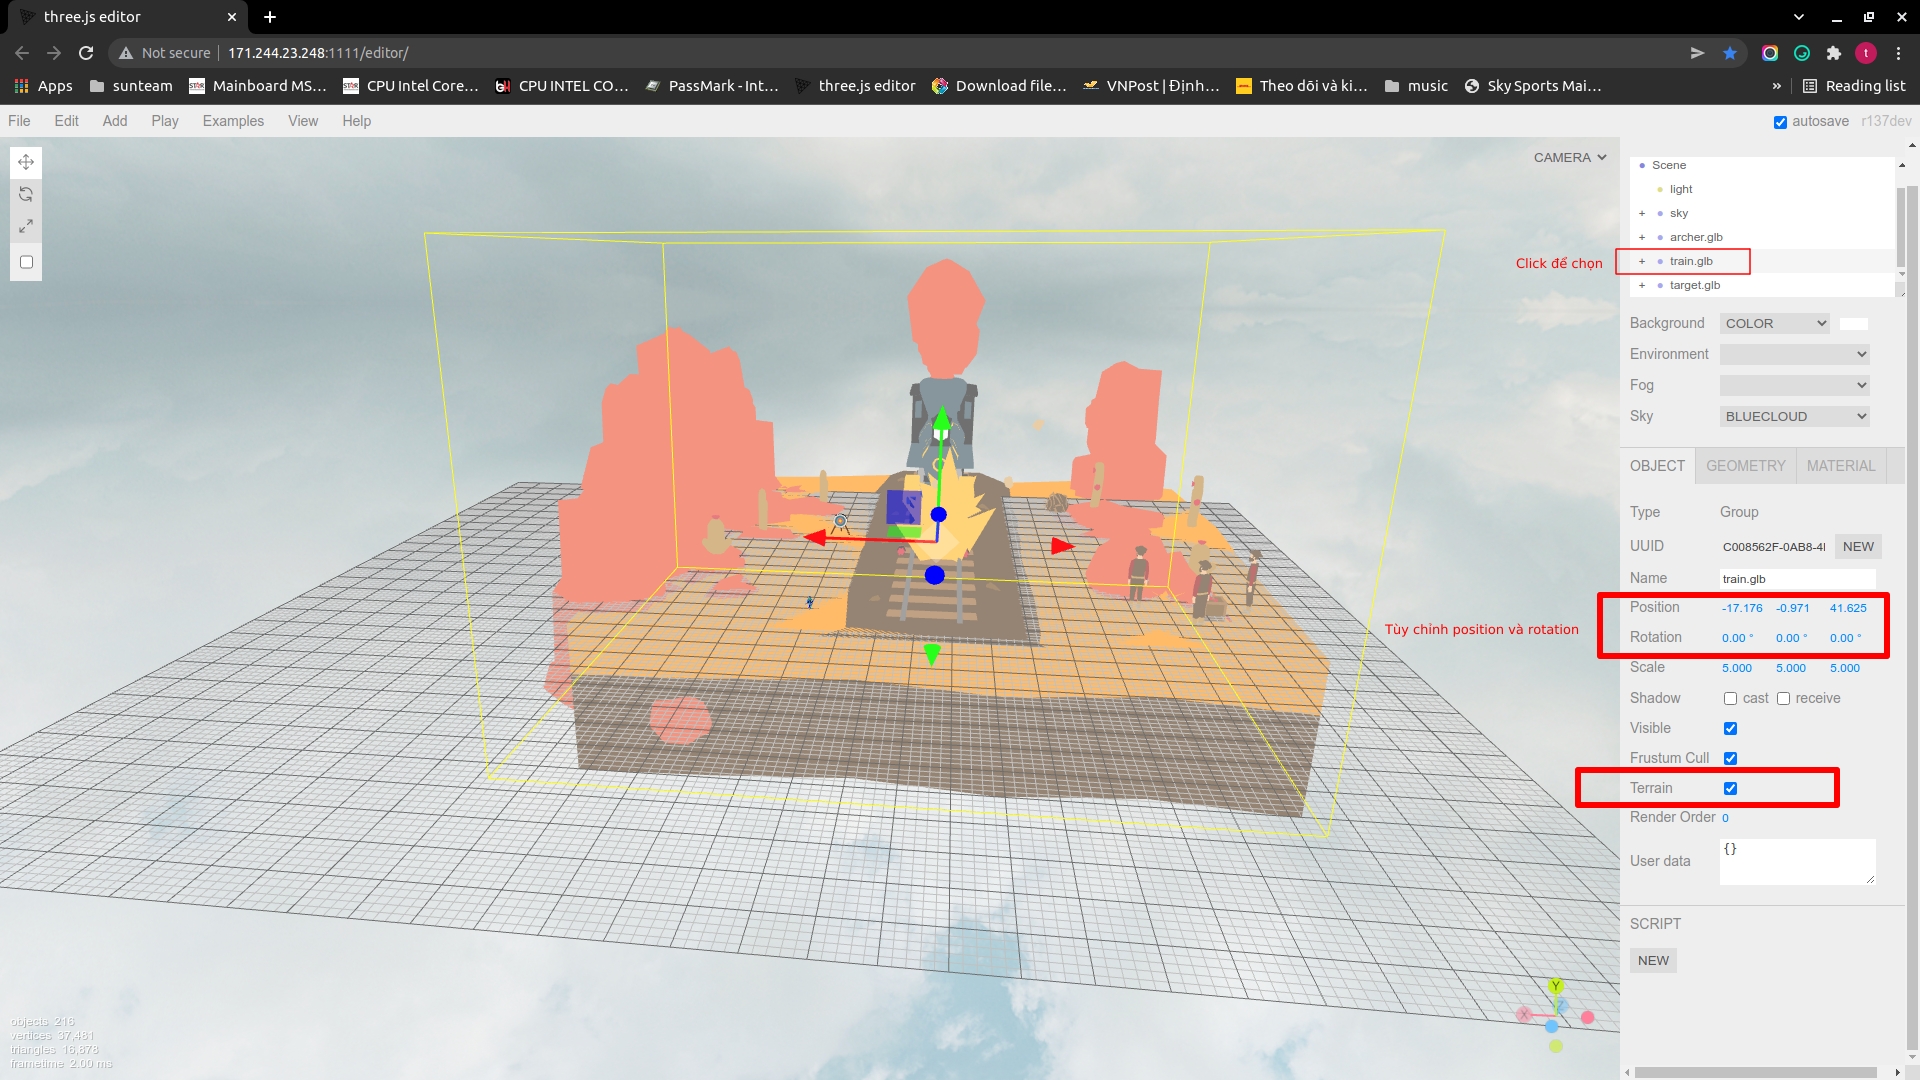 three.js editor
Not secure
171.244.23.248:1111/editor/
t
Apps
sunteam
Mainboard MS...
CPU Intel Core...
CPU INTEL CO...
PassMark - Int...
three.js editor
Download file...
VNPost | Định...
Theo dõi và ki...
music
Sky Sports Mai...
»
Reading list
File Edit Add Play Examples View Help
autosave r137dev
CAMERA
Scene
light
+ sky
+ archer.glb
Click để chọn
+ train.glb
+ target.glb
Background COLOR
Environment
Fog
Sky BLUECLOUD
OBJECT GEOMETRY MATERIAL
Type Group
UUID C008562F-0AB8-4 NEW
Name train.glb
Position -17.176 -0.971 41.625
Tùy chỉnh position và rotation
Rotation 0.00 ° 0.00 ° 0.00 °
Scale 5.000 5.000 5.000
Shadow cast receive
Visible
Frustum Cull
Terrain
Render Order 0
User data {}
SCRIPT
NEW
Y
X
objects 216
vertices 37,481
triangles 16,878
frametime 2.00 ms